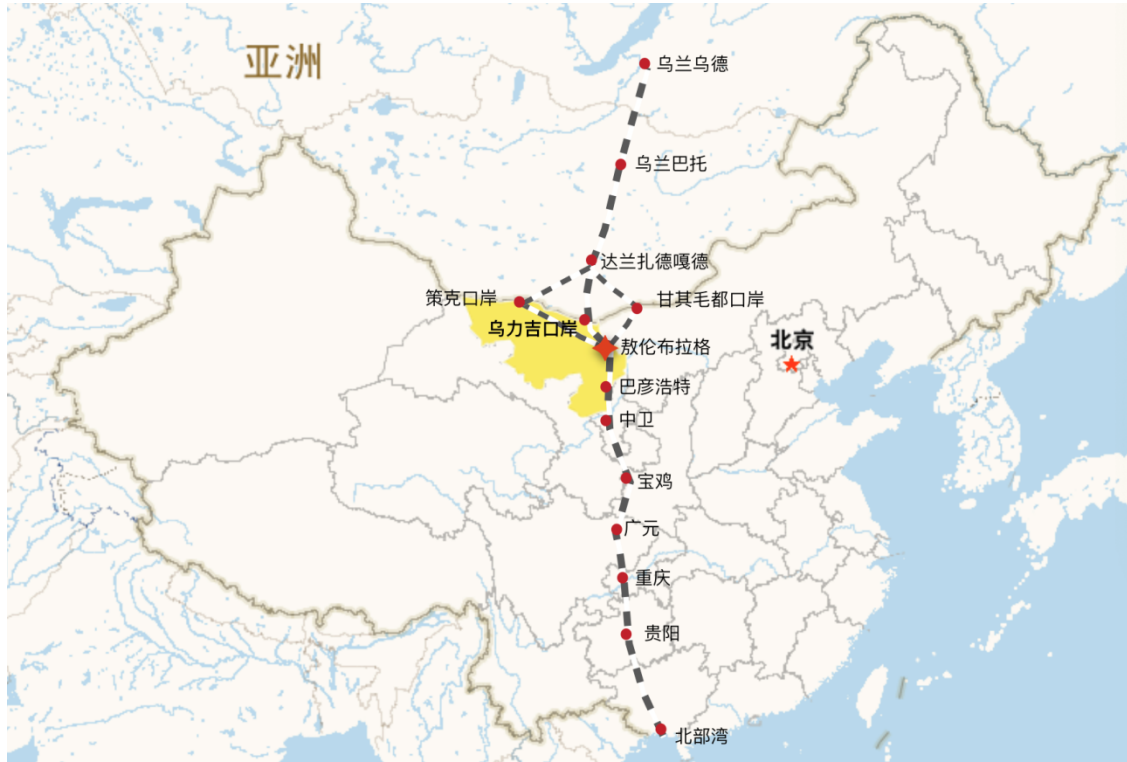 亚洲
乌兰乌德
乌兰巴托
达兰扎德嘎德
策克口岸
甘其毛都口岸
乌力吉口岸
北京
敖伦布拉格
巴彦浩特
中卫
宝鸡
广元
重庆
贵阳
北部湾